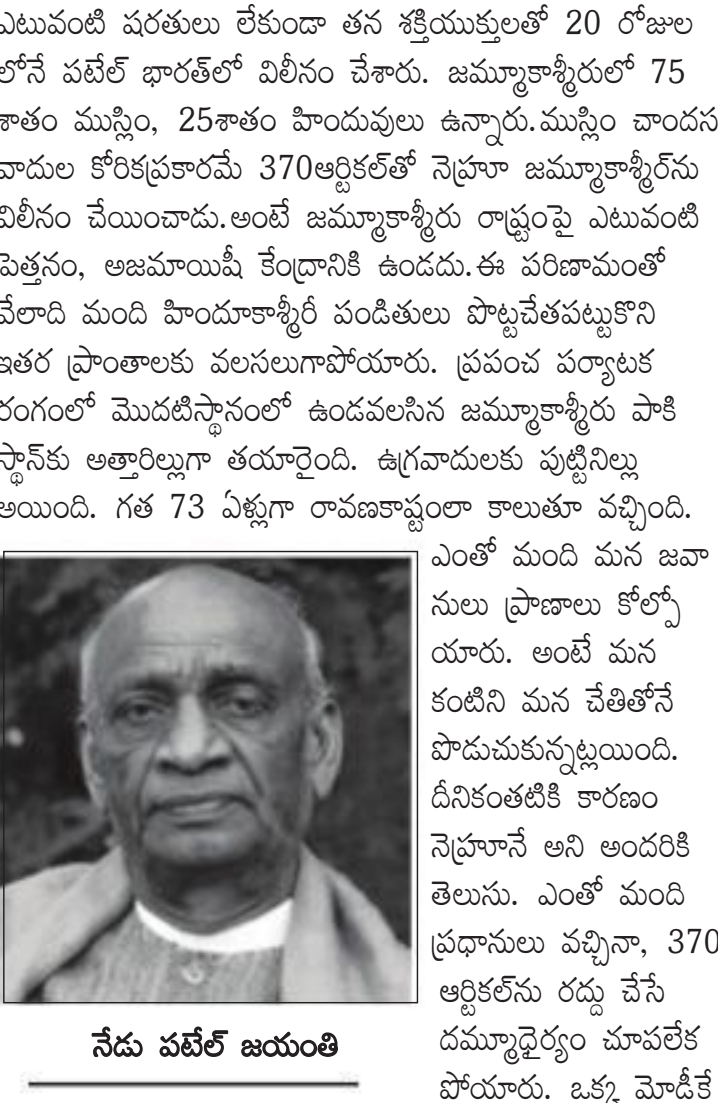 ఎటువంటి షరతులు లేకుండా తన శక్తియుక్తులతో 20 రోజుల
లోనే పటేల్ భారత్‌లో విలీనం చేశారు. జమ్మూకాశ్మీరులో 75
శాతం ముస్లిం, 25శాతం హిందువులు ఉన్నారు.ముస్లిం చాందస
వాదుల కోరికప్రకారమే 370ఆర్టికల్‌తో నెహ్రూ జమ్మూకాశ్మీర్‌ను
విలీనం చేయించాడు.అంటే జమ్మూకాశ్మీరు రాష్ట్రంపై ఎటువంటి
పెత్తనం, అజమాయిషీ కేంద్రానికి ఉండదు.ఈ పరిణామంతో
వేలాది మంది హిందూకాశ్మీరీ పండితులు పొట్టచేతపట్టుకొని
ఇతర ప్రాంతాలకు వలసలుగాపోయారు. ప్రపంచ పర్యాటక
రంగంలో మొదటిస్థానంలో ఉండవలసిన జమ్మూకాశ్మీరు పాకి
స్థాన్‌కు అత్తారిల్లుగా తయారైంది. ఉగ్రవాదులకు పుట్టినిల్లు
అయింది. గత 73 ఏళ్లుగా రావణకాష్టంలా కాలుతూ వచ్చింది.
ఎంతో మంది మన జవా
నులు ప్రాణాలు కోల్పో
యారు. అంటే మన
కంటిని మన చేతితోనే
పొడుచుకున్నట్లయింది.
దీనికంతటికి కారణం
నెహ్రూనే అని అందరికి
తెలుసు. ఎంతో మంది
ప్రధానులు వచ్చినా, 370
ఆర్టికల్‌ను రద్దు చేసే
దమ్మూధైర్యం చూపలేక
పోయారు. ఒక్క మోడీకే
నేడు పటేల్ జయంతి